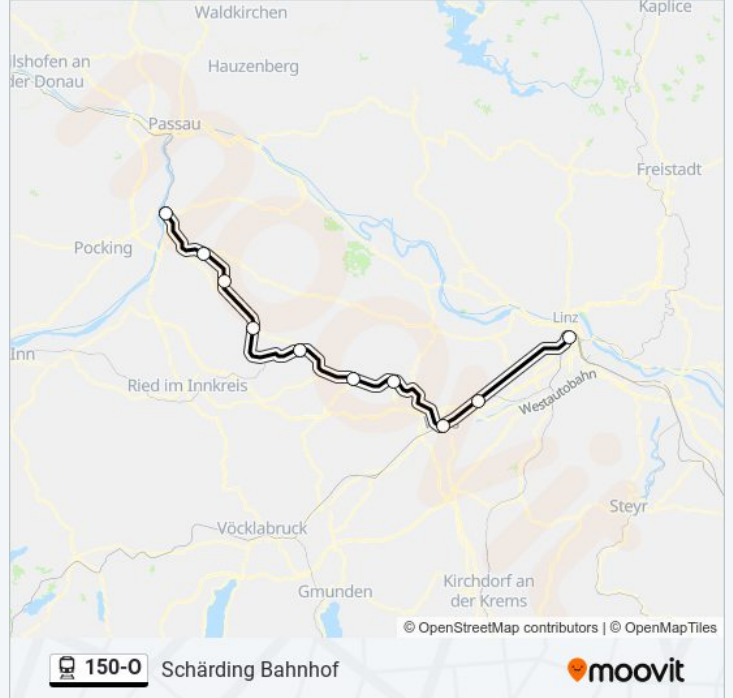 Waldkirchen
Kaplice
lshofen an
der Donau
Hauzenberg
Passau
Freistadt
Pocking
Linz
Inn
Ried im Innkreis
Westautobahn
Steyr
Vöcklabruck
Kirchdorf an
der Krems
Gmunden
moovit
© OpenStreetMap contributors | © OpenMapTiles
150-O Schärding Bahnhof
moovit